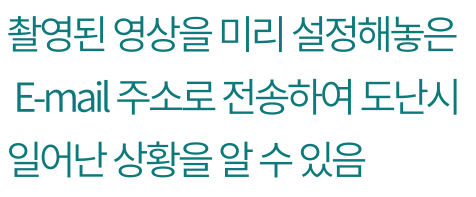 촬영된 영상을 미리 설정해놓은
E-mail 주소로 전송하여 도난시
일어난 상황을 알 수 있음